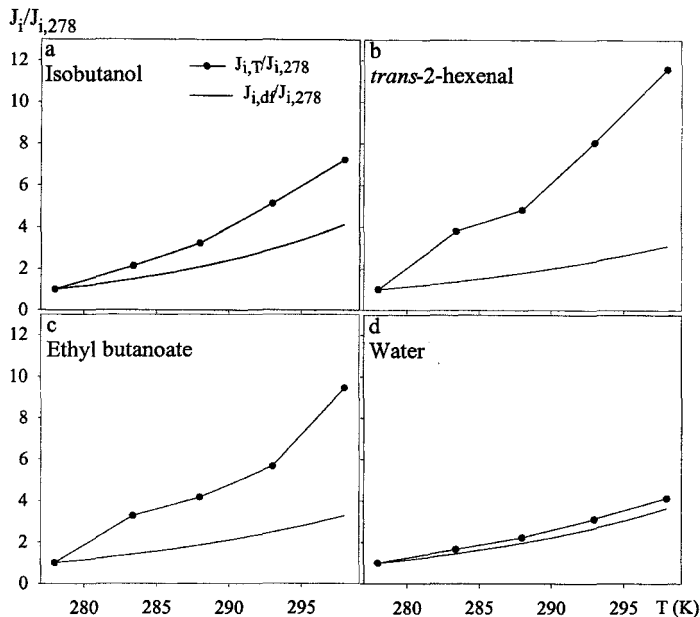 Jᵢ/Jᵢ,₂₇₈
a
Isobutanol
Jᵢ,T/Jᵢ,₂₇₈
Jᵢ,df/Jᵢ,₂₇₈
b
trans-2-hexenal
12
10
8
6
4
2
0
c
Ethyl butanoate
d
Water
12
10
8
6
4
2
0
280 285 290 295 280 285 290 295 T (K)